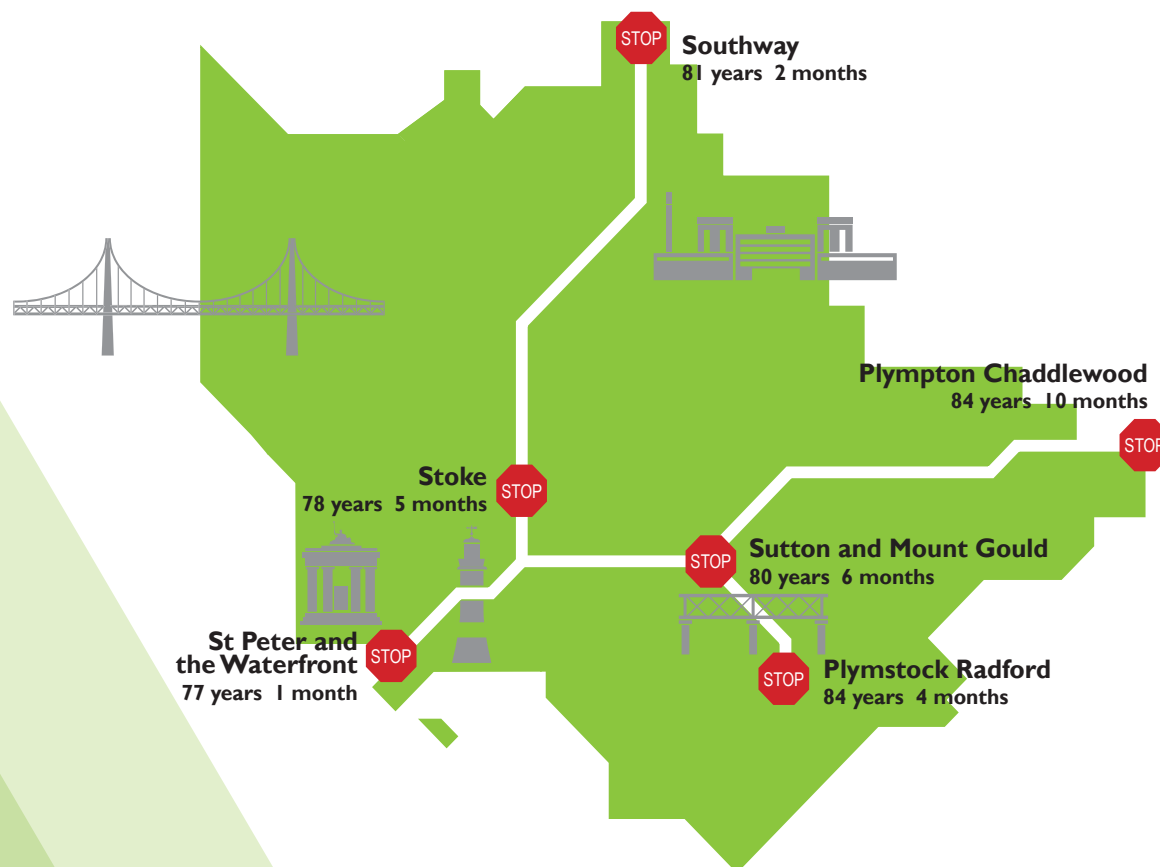 STOP
Southway
81 years 2 months
Plympton Chaddlewood
84 years 10 months
STOP
Stoke
78 years 5 months
STOP
STOP
Sutton and Mount Gould
80 years 6 months
St Peter and
the Waterfront
77 years 1 month
STOP
STOP
Plymstock Radford
84 years 4 months